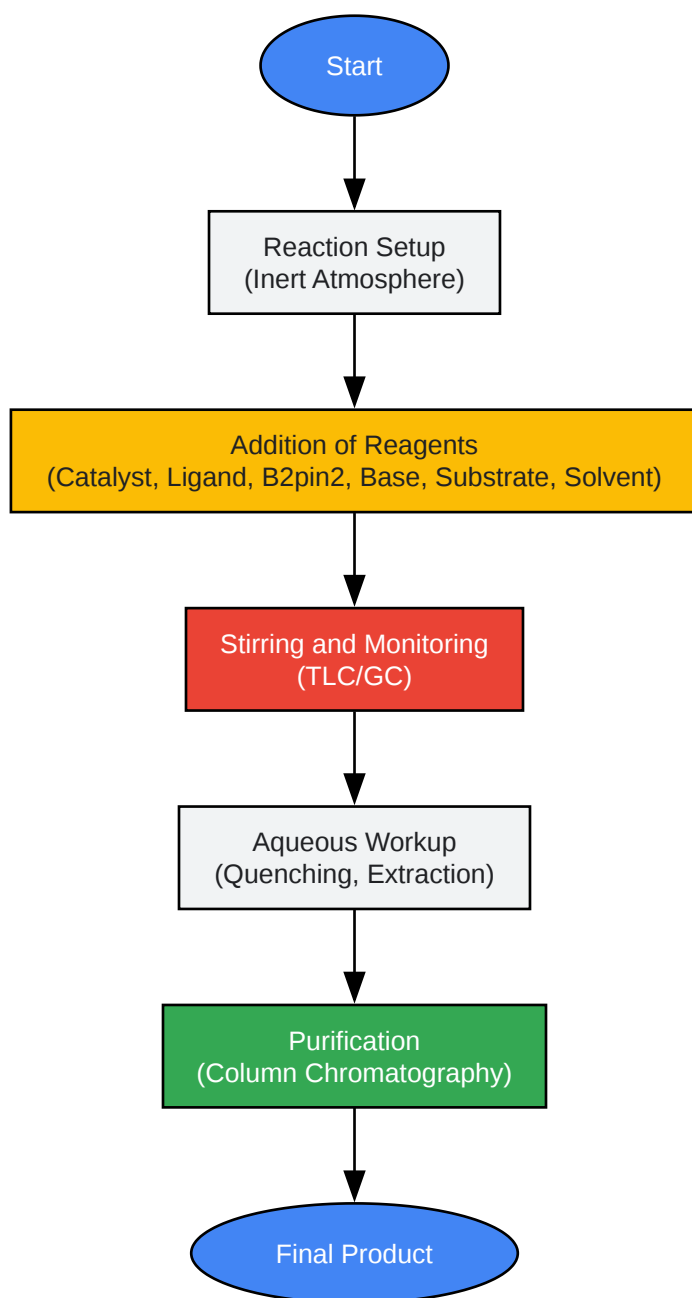 Start
Reaction Setup
(Inert Atmosphere)
Addition of Reagents
(Catalyst, Ligand, B2pin2, Base, Substrate, Solvent)
Stirring and Monitoring
(TLC/GC)
Aqueous Workup
(Quenching, Extraction)
Purification
(Column Chromatography)
Final Product